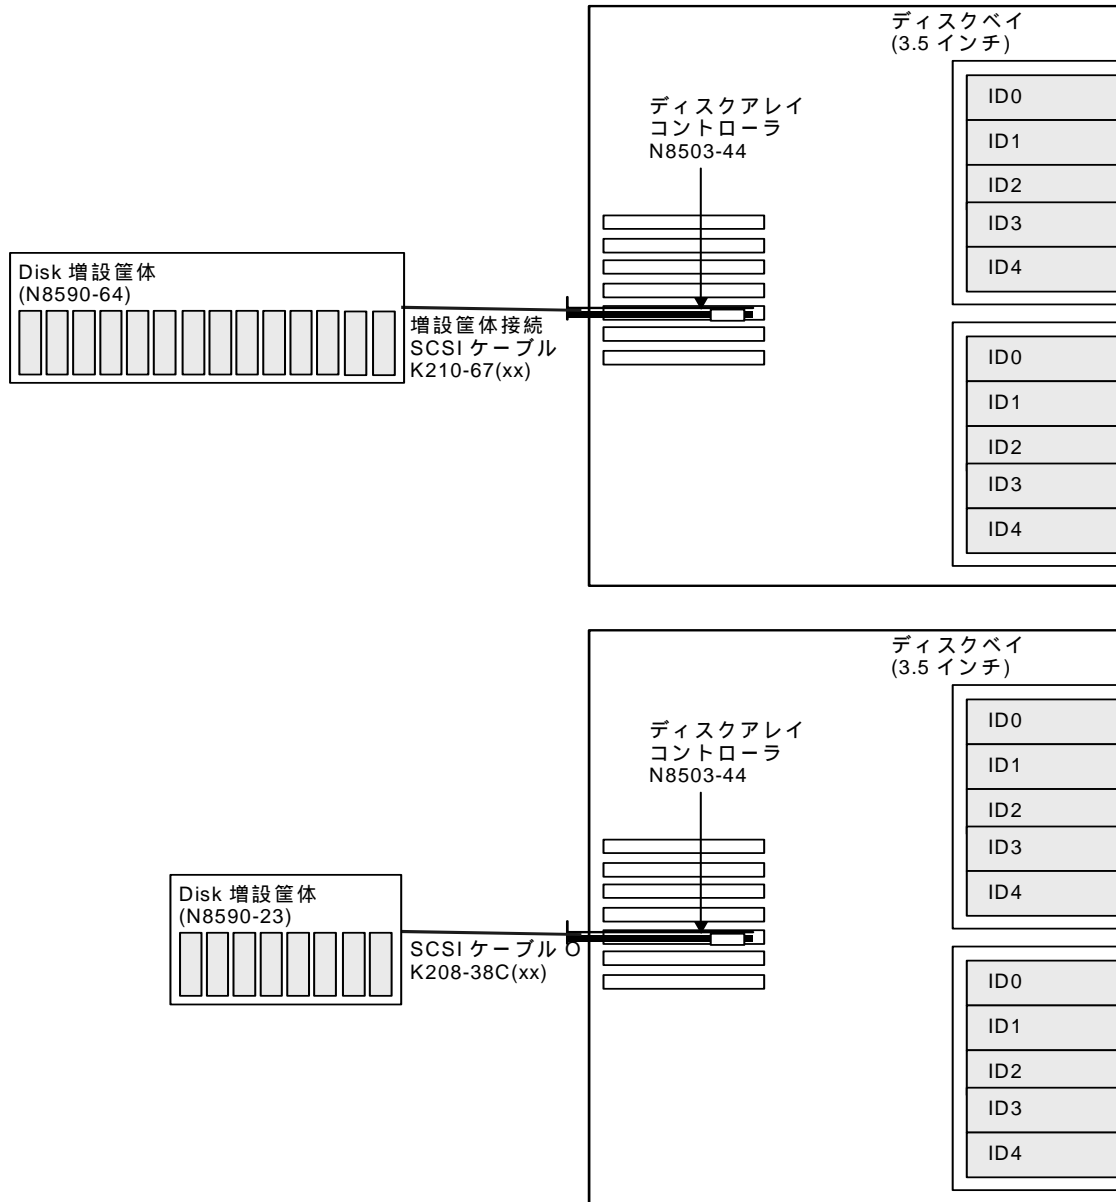 ディスクベイ
(3.5 インチ)
ディスクアレイ
コントローラ
N8503-44
ID0
ID1
ID2
ID3
ID4
Disk 増設筐体
(N8590-64)
増設筐体接続
SCSI ケーブル
K210-67(xx)
ID0
ID1
ID2
ID3
ID4
ディスクベイ
(3.5 インチ)
ディスクアレイ
コントローラ
N8503-44
ID0
ID1
ID2
ID3
ID4
Disk 増設筐体
(N8590-23)
SCSI ケーブル
K208-38C(xx)
ID0
ID1
ID2
ID3
ID4